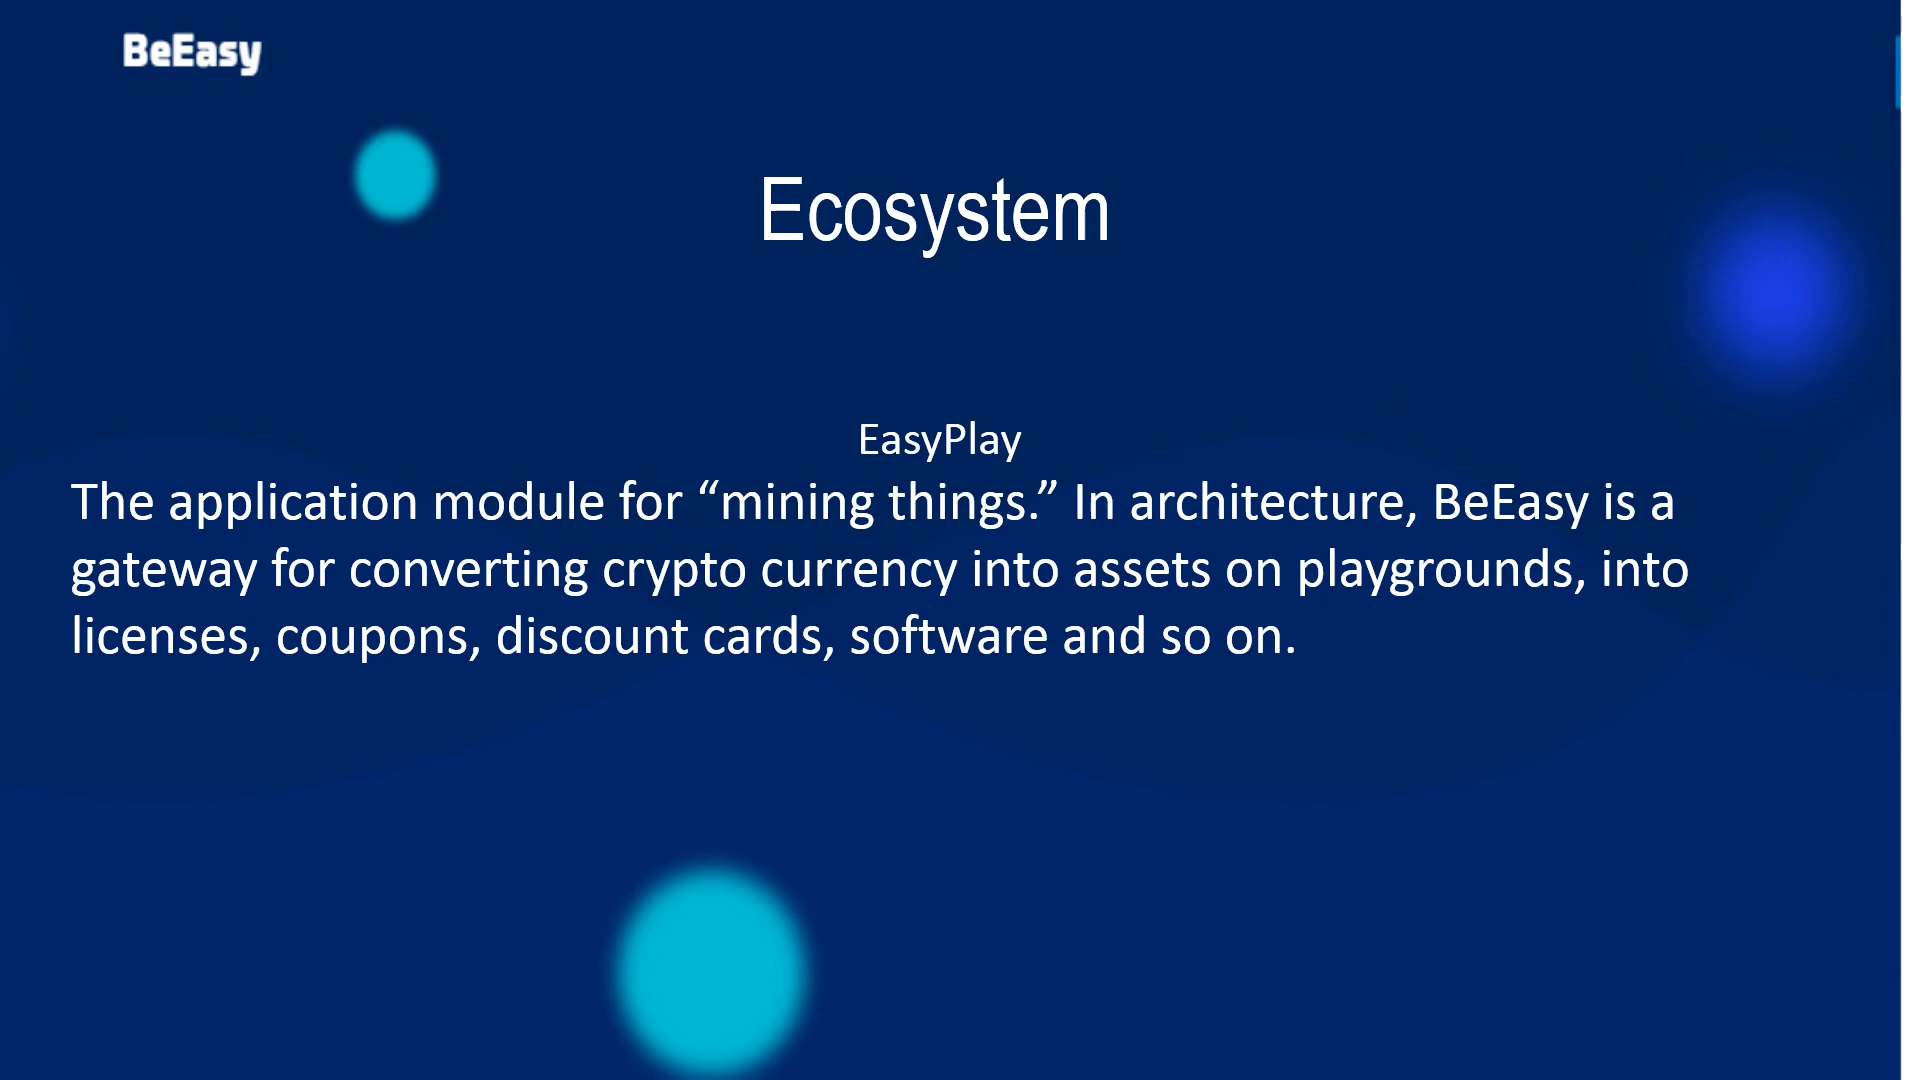 BeEasy
Ecosystem
EasyPlay
The application module for “mining things.” In architecture, BeEasy is a
gateway for converting crypto currency into assets on playgrounds, into
licenses, coupons, discount cards, software and so on.